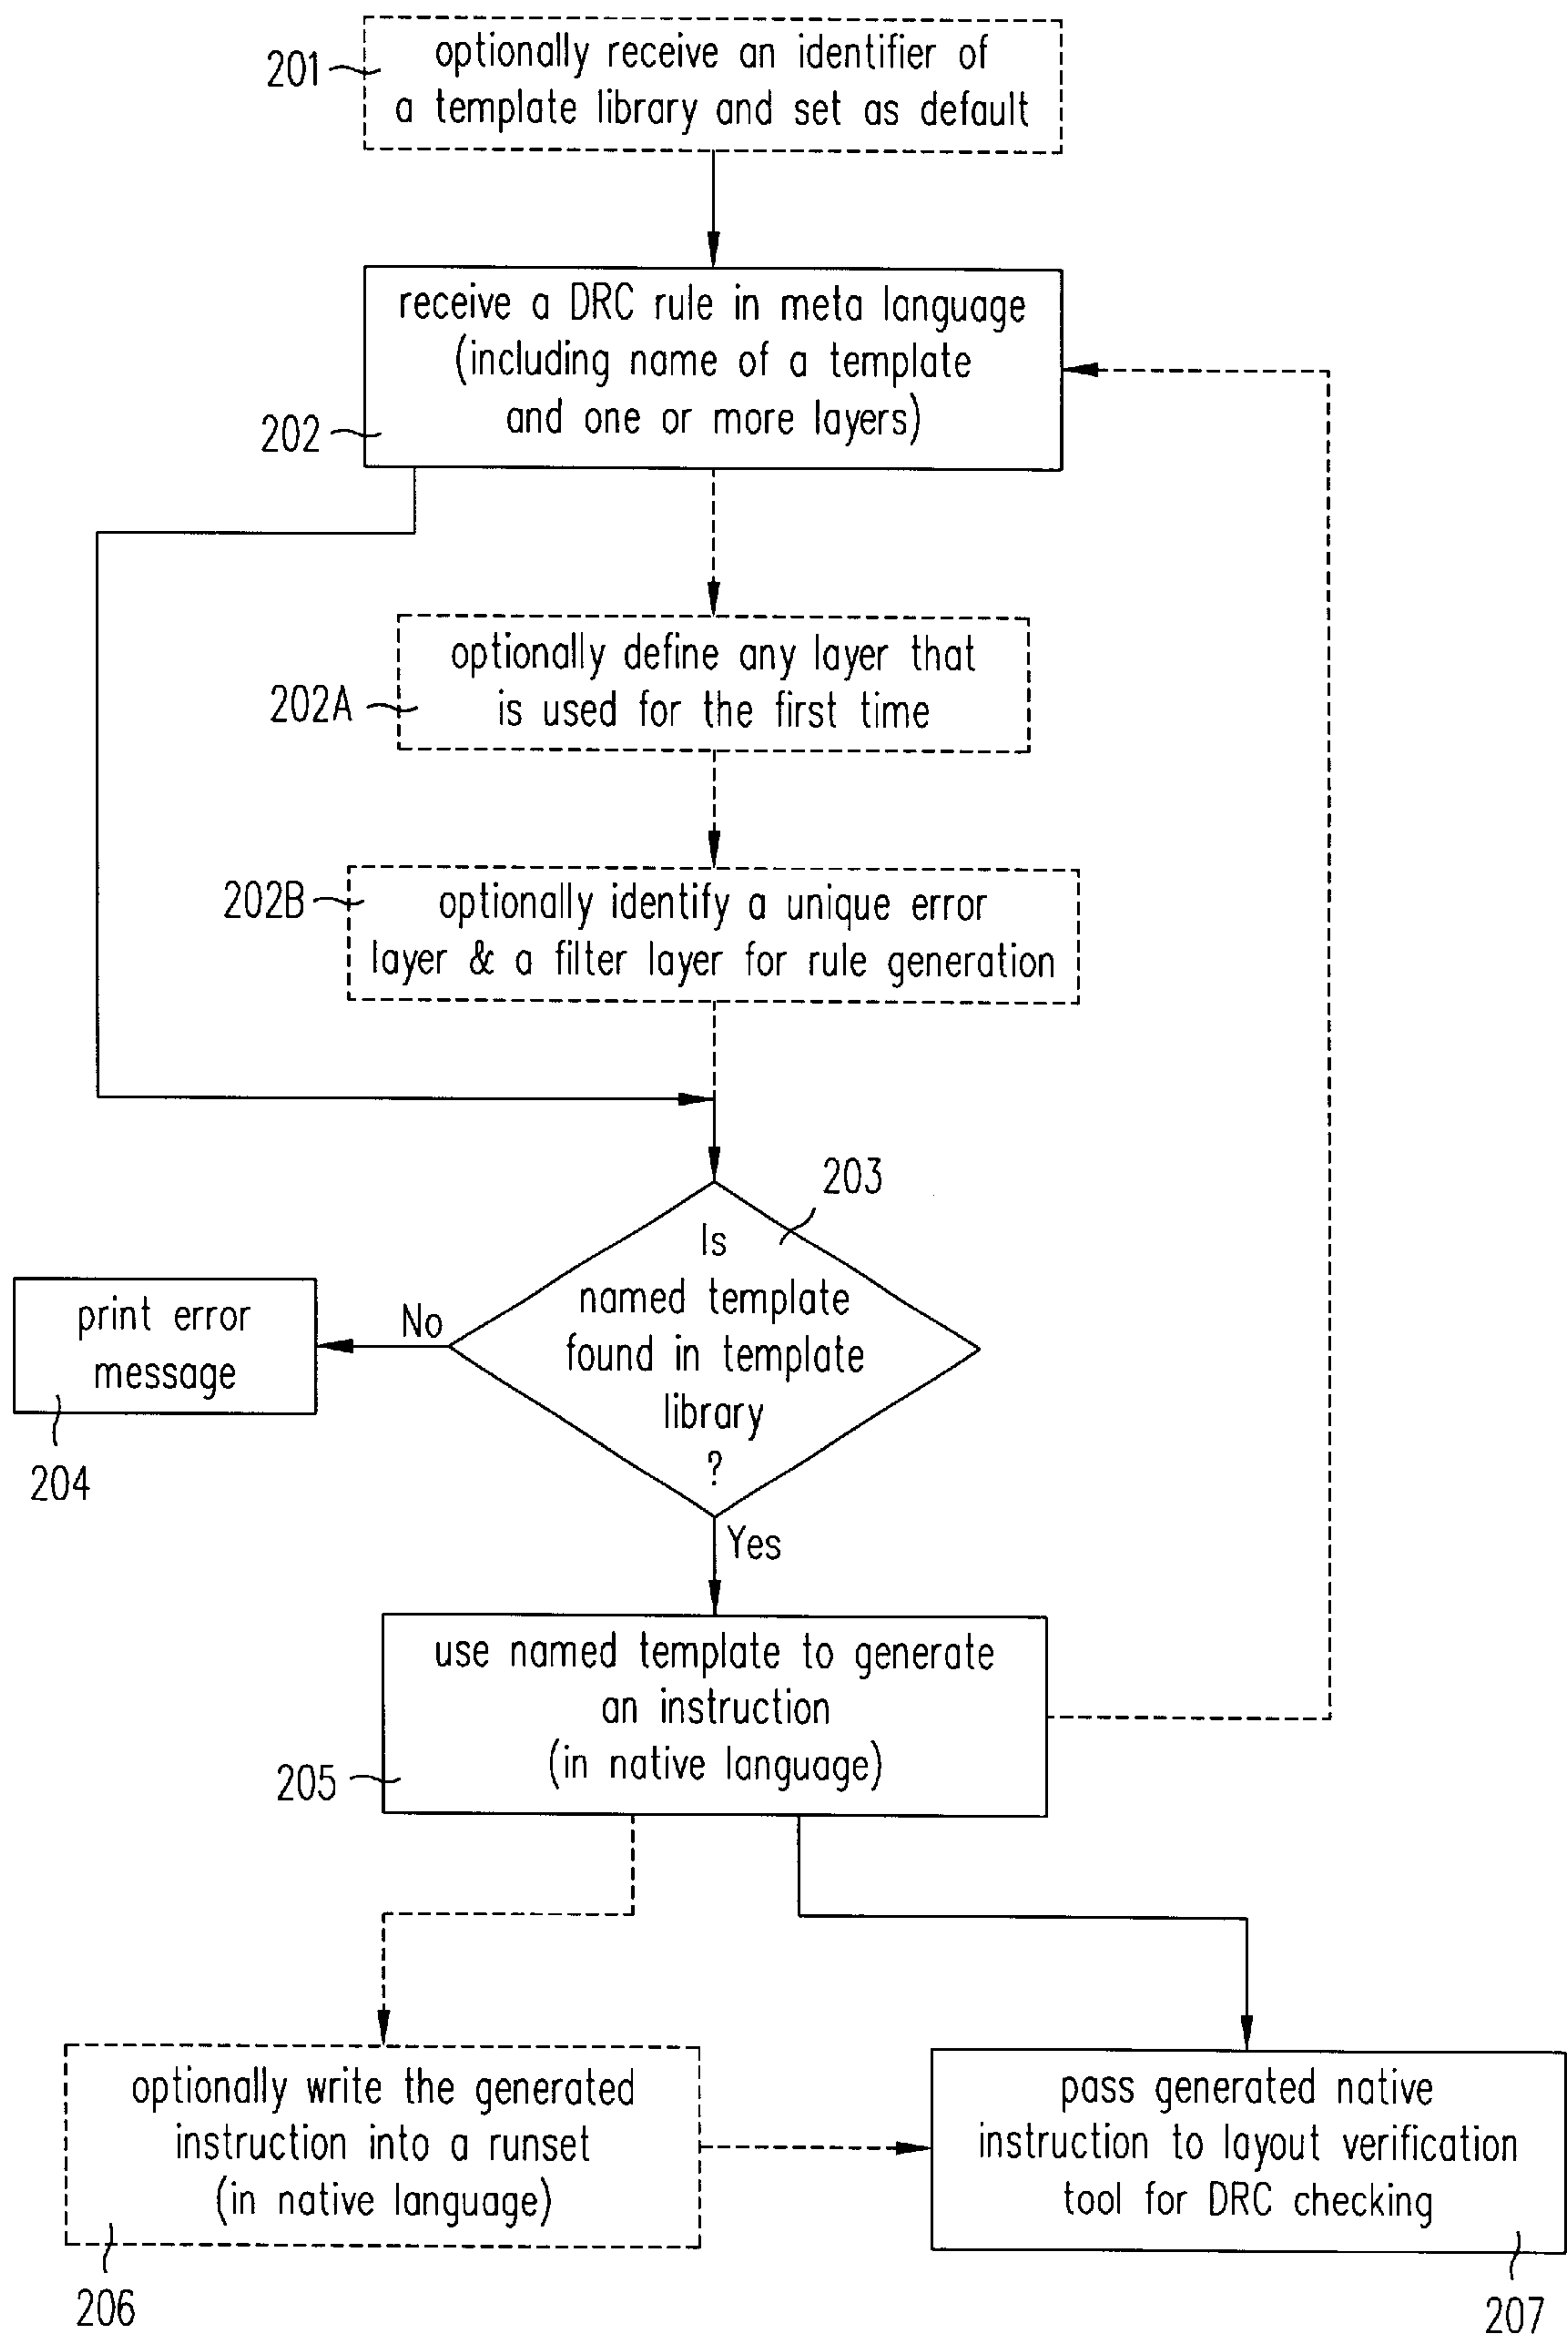 201
optionally receive an identifier of
a template library and set as default
receive a DRC rule in meta language
(including name of a template
and one or more layers)
202
optionally define any layer that
is used for the first time
202A
202B
optionally identify a unique error
layer & a filter layer for rule generation
203
Is
named template
found in template
library
?
No
print error
message
204
Yes
use named template to generate
an instruction
(in native language)
205
optionally write the generated
instruction into a runset
(in native language)
206
pass generated native
instruction to layout verification
tool for DRC checking
207